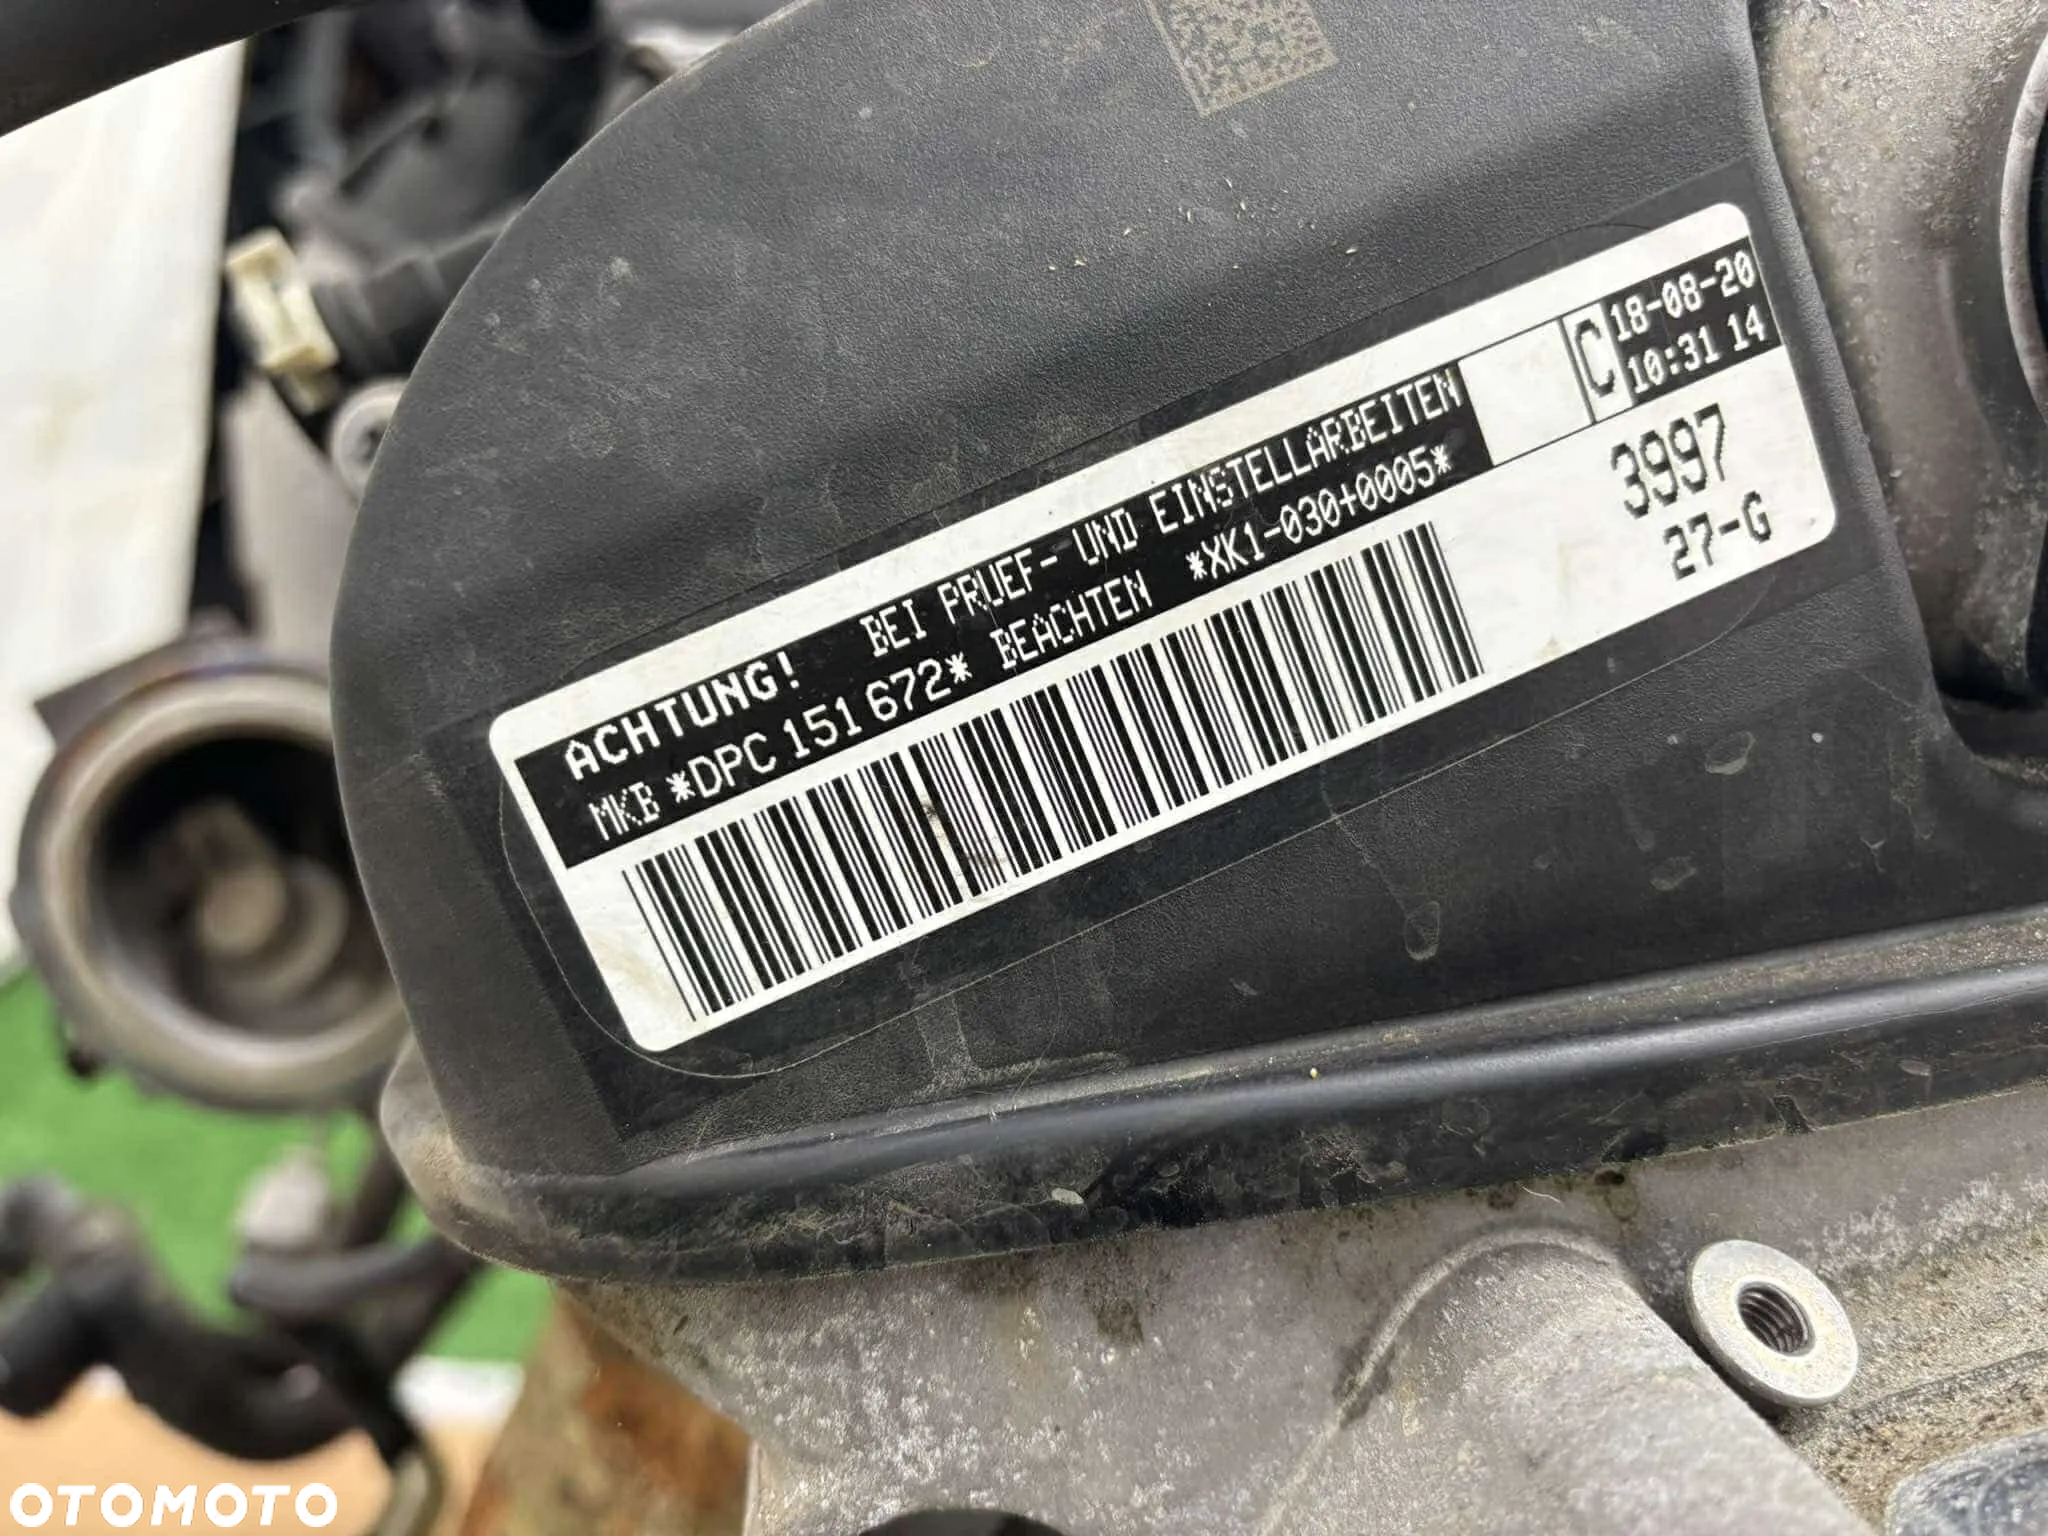 ACHTUNG! BEI PRUEF- UND EINSTELLARBEITEN
MKB *DPC 151 672* BEACHTEN *XK1-030+0005*
C
18-08-20
10:31 14
3997
27-G
OTOMOTO